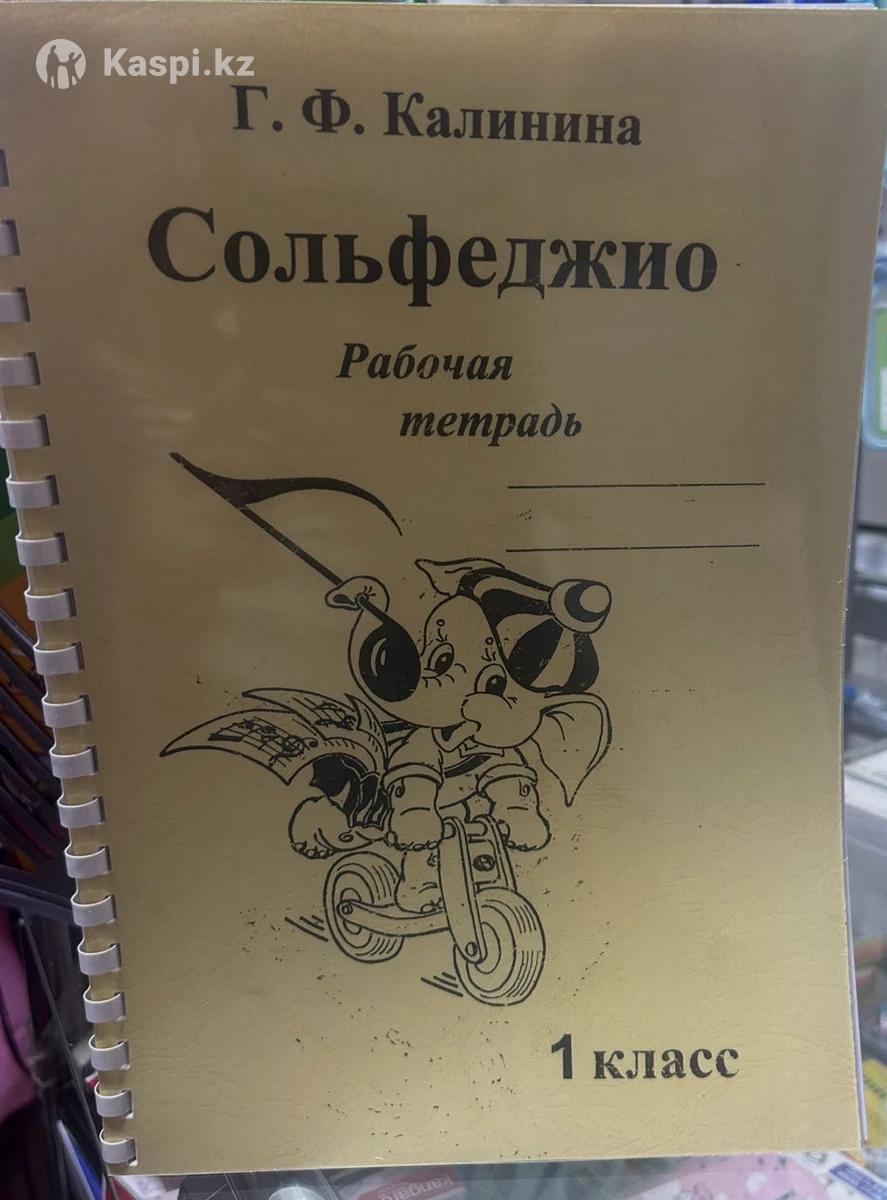 Kaspi.kz
Г. Ф. Калинина
Сольфеджио
Рабочая
тетрадь
1 класс